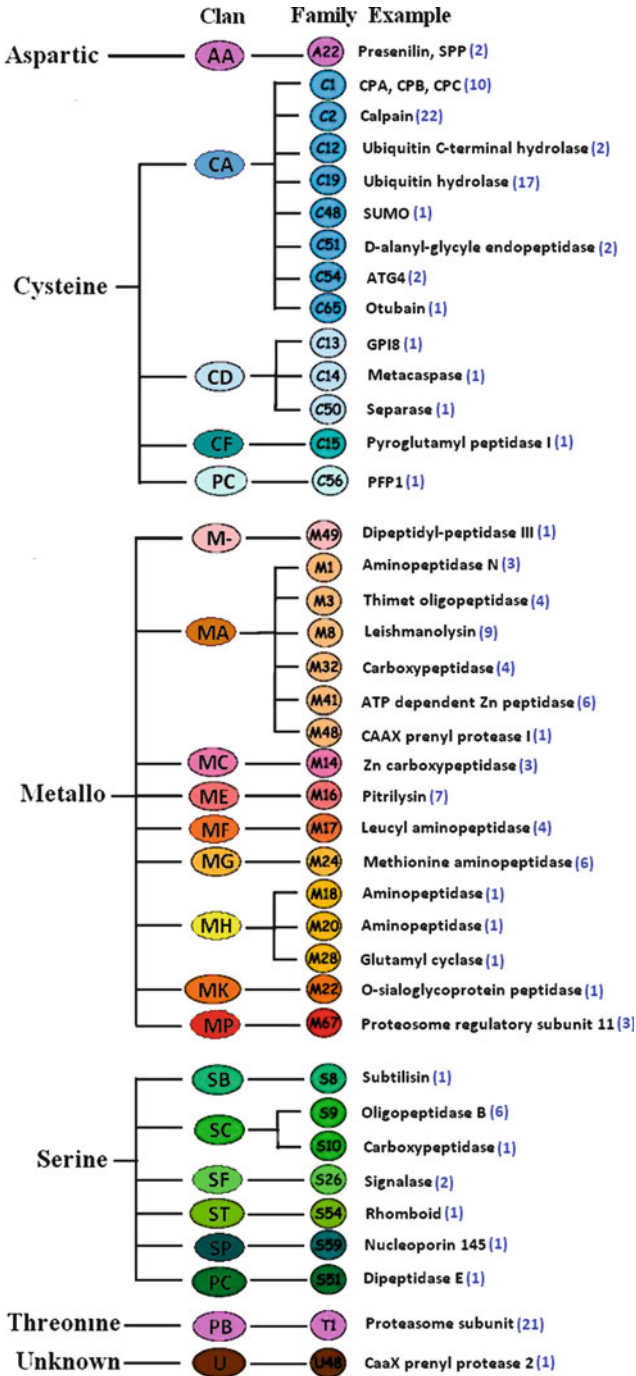 Clan Family Example
Aspartic AA A22 Presenilin, SPP (2)
C1 CPA, CPB, CPC (10)
C2 Calpain (22)
C12 Ubiquitin C-terminal hydrolase (2)
CA C19 Ubiquitin hydrolase (17)
C48 SUMO (1)
C51 D-alanyl-glycyle endopeptidase (2)
C54 ATG4 (2)
Cysteine
C65 Otubain (1)
C13 GPI8 (1)
CD C14 Metacaspase (1)
C50 Separase (1)
CF C15 Pyroglutamyl peptidase I (1)
PC C56 PFP1 (1)
M- M49 Dipeptidyl-peptidase III (1)
M1 Aminopeptidase N (3)
M3 Thimet oligopeptidase (4)
MA M8 Leishmanolysin (9)
M32 Carboxypeptidase (4)
M41 ATP dependent Zn peptidase (6)
M48 CAAX prenyl protease I (1)
MC M14 Zn carboxypeptidase (3)
Metallo ME M16 Pitrilysin (7)
MF M17 Leucyl aminopeptidase (4)
MG M24 Methionine aminopeptidase (6)
M18 Aminopeptidase (1)
MH M20 Aminopeptidase (1)
M28 Glutamyl cyclase (1)
MK M22 O-sialoglycoprotein peptidase (1)
MP M67 Proteosome regulatory subunit 11 (3)
SB S8 Subtilisin (1)
S9 Oligopeptidase B (6)
SC
S10 Carboxypeptidase (1)
Serine
SF S26 Signalase (2)
ST S54 Rhomboid (1)
SP S59 Nucleoporin 145 (1)
PC S51 Dipeptidase E (1)
Threonine PB T1 Proteasome subunit (21)
Unknown U U48 CaaX prenyl protease 2 (1)